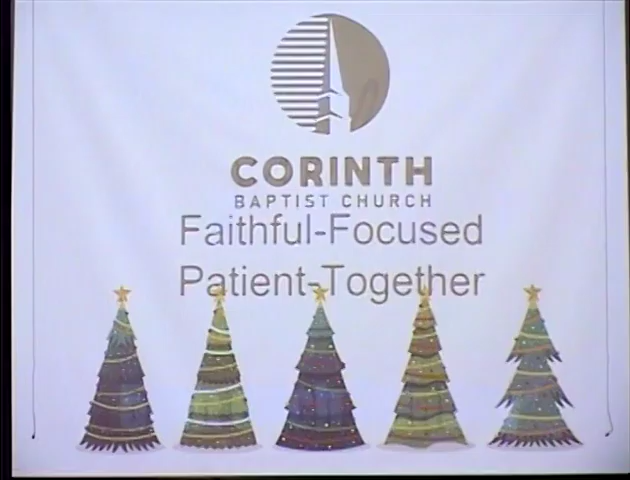 CORINTH
BAPTIST CHURCH
Faithful-Focused
Patient-Together